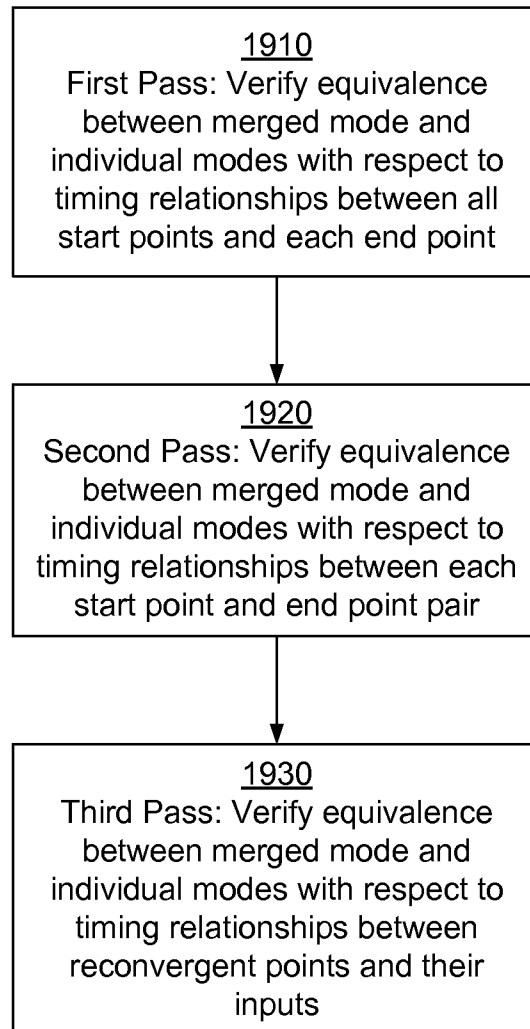 1910
First Pass: Verify equivalence
between merged mode and
individual modes with respect to
timing relationships between all
start points and each end point
1920
Second Pass: Verify equivalence
between merged mode and
individual modes with respect to
timing relationships between each
start point and end point pair
1930
Third Pass: Verify equivalence
between merged mode and
individual modes with respect to
timing relationships between
reconvergent points and their
inputs